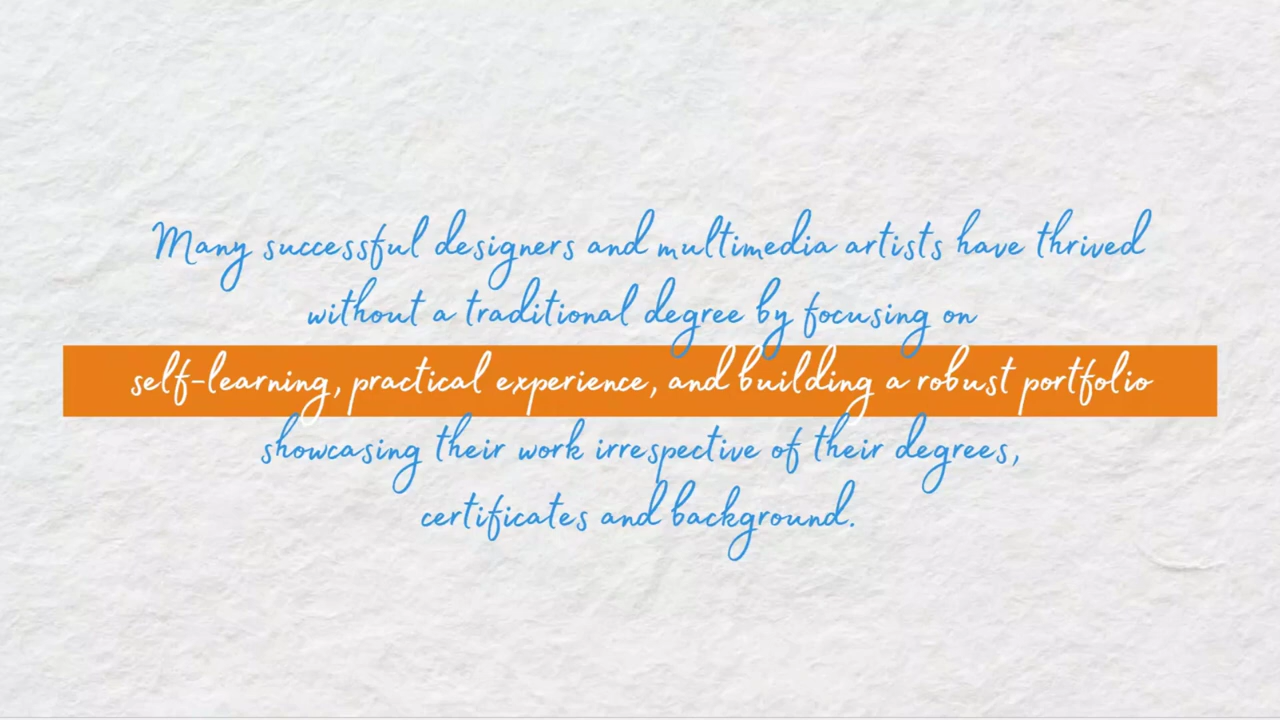 Many successful designers and multimedia artists have thrived
without a traditional degree by focusing on
self-learning, practical experience, and building a robust portfolio
showcasing their work irrespective of their degrees,
certificates and background.